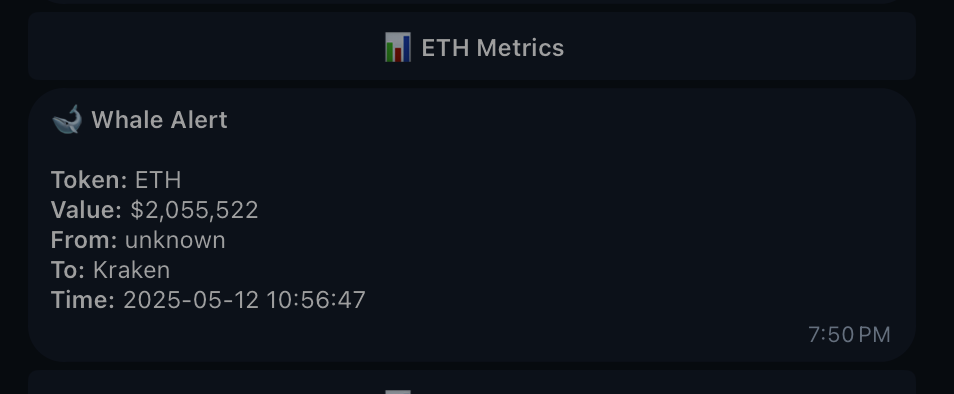 📊 ETH Metrics
🐋 Whale Alert
Token: ETH
Value: $2,055,522
From: unknown
To: Kraken
Time: 2025-05-12 10:56:47
7:50 PM